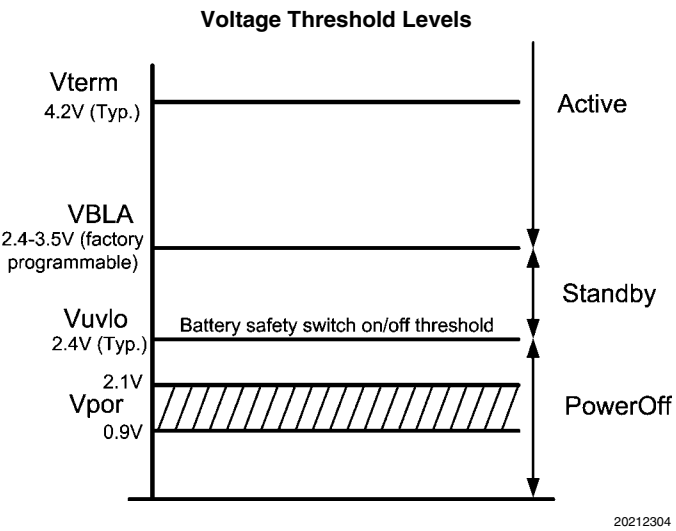 Voltage Threshold Levels
Vterm
4.2V (Typ.)
Active
VBLA
2.4-3.5V (factory
programmable)
Standby
Vuvlo
2.4V (Typ.)
Battery safety switch on/off threshold
2.1V
Vpor
0.9V
PowerOff
20212304